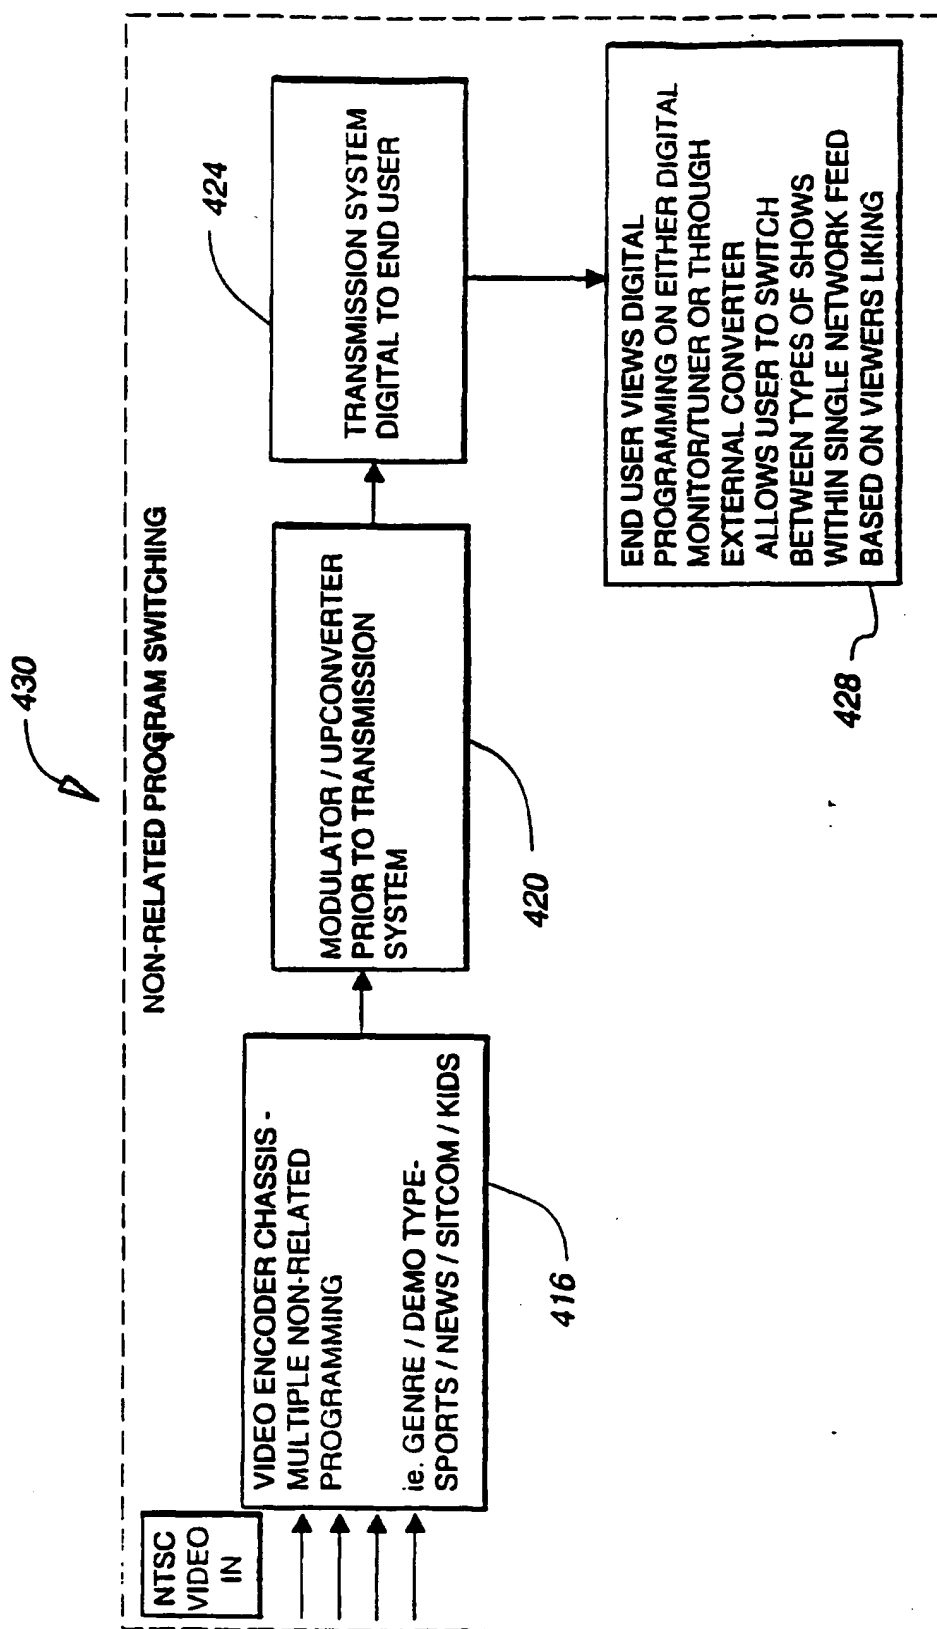 430
NON-RELATED PROGRAM SWITCHING
NTSC
VIDEO
IN
VIDEO ENCODER CHASSIS -
MULTIPLE NON-RELATED
PROGRAMMING
ie. GENRE / DEMO TYPE-
SPORTS / NEWS / SITCOM / KIDS
416
MODULATOR / UPCONVERTER
PRIOR TO TRANSMISSION
SYSTEM
420
TRANSMISSION SYSTEM
DIGITAL TO END USER
424
END USER VIEWS DIGITAL
PROGRAMMING ON EITHER DIGITAL
MONITOR/TUNER OR THROUGH
EXTERNAL CONVERTER
ALLOWS USER TO SWITCH
BETWEEN TYPES OF SHOWS
WITHIN SINGLE NETWORK FEED
BASED ON VIEWERS LIKING
428